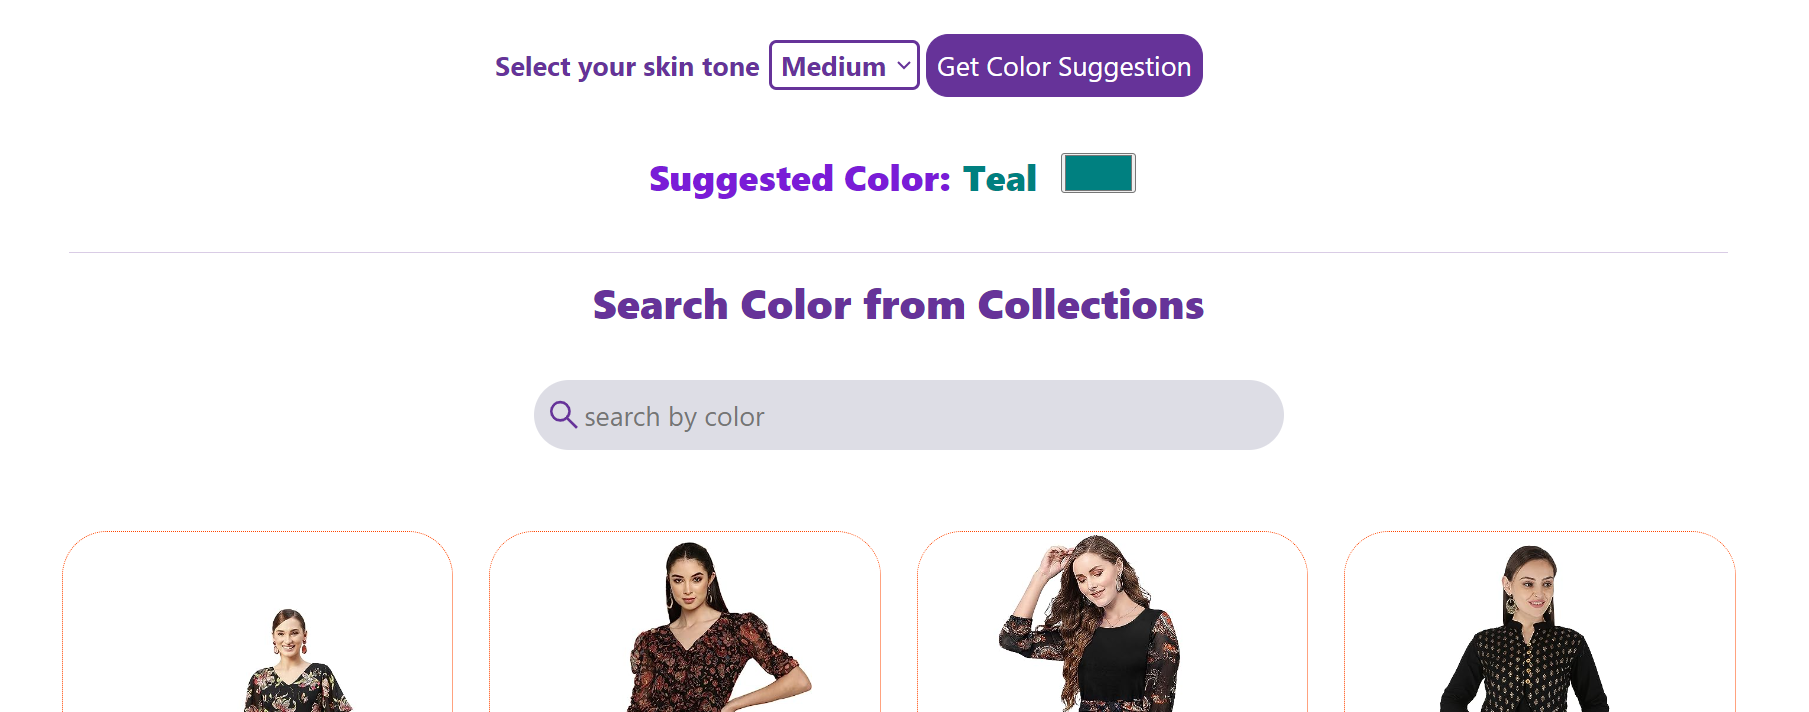 Select your skin tone Medium Get Color Suggestion
Suggested Color: Teal
Search Color from Collections
search by color